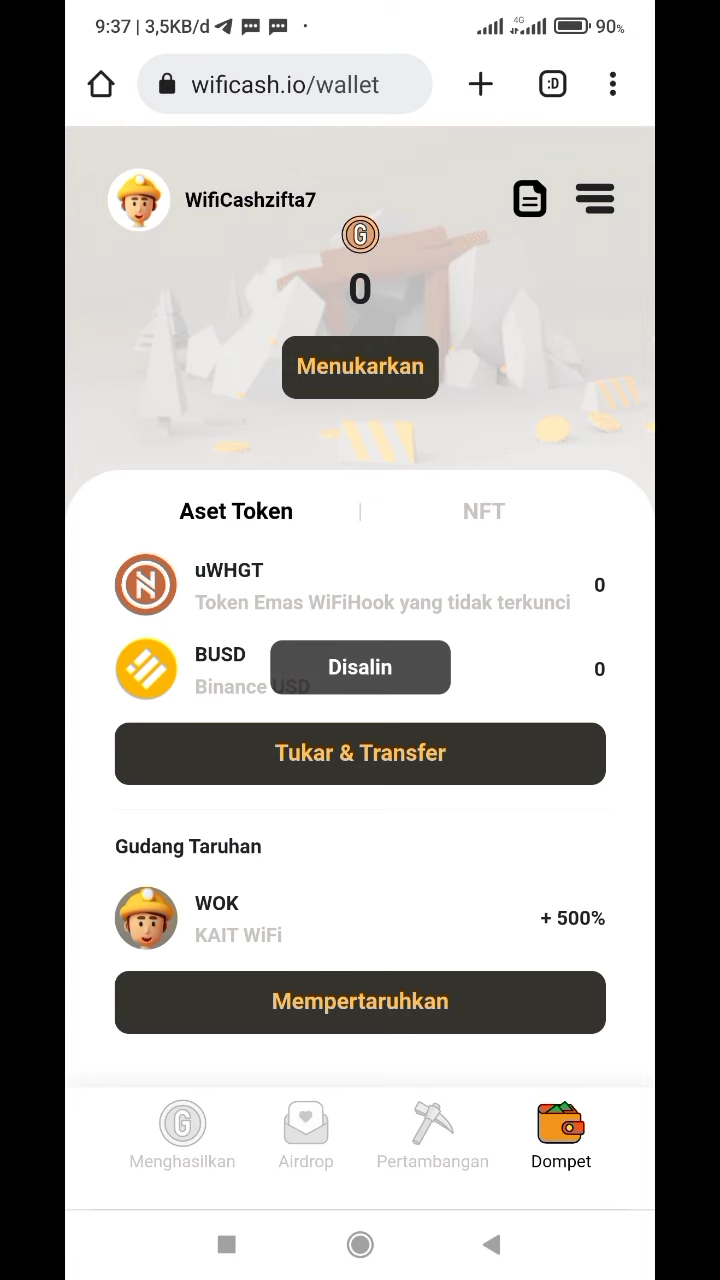 9:37 | 3,5KB/d
4G
90%
wificash.io/wallet
:D
WifiCashzifta7
G
0
Menukarkan
Aset Token | NFT
uWHGT
0
Token Emas WiFiHook yang tidak terkunci
BUSD
0
Binance USD
Disalin
Tukar & Transfer
Gudang Taruhan
WOK
+ 500%
KAIT WiFi
Mempertaruhkan
G
Menghasilkan Airdrop Pertambangan Dompet